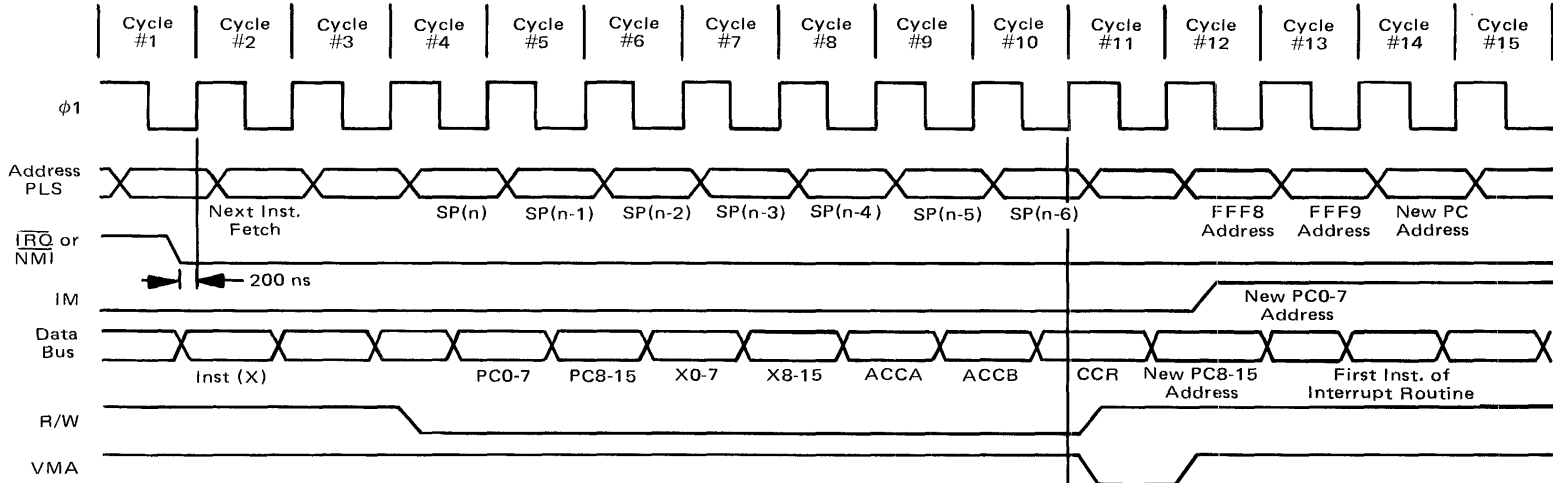 Cycle #1 Cycle #2 Cycle #3 Cycle #4 Cycle #5 Cycle #6 Cycle #7 Cycle #8 Cycle #9 Cycle #10 Cycle #11 Cycle #12 Cycle #13 Cycle #14 Cycle #15
φ1
Address
PLS
Next Inst.
Fetch
SP(n) SP(n-1) SP(n-2) SP(n-3) SP(n-4) SP(n-5) SP(n-6)
FFF8
Address
FFF9
Address
New PC
Address
IRQ or
NMI
200 ns
IM
New PC0-7
Address
Data
Bus
Inst (X) PC0-7 PC8-15 X0-7 X8-15 ACCA ACCB CCR
New PC8-15
Address
First Inst. of
Interrupt Routine
R/W
VMA